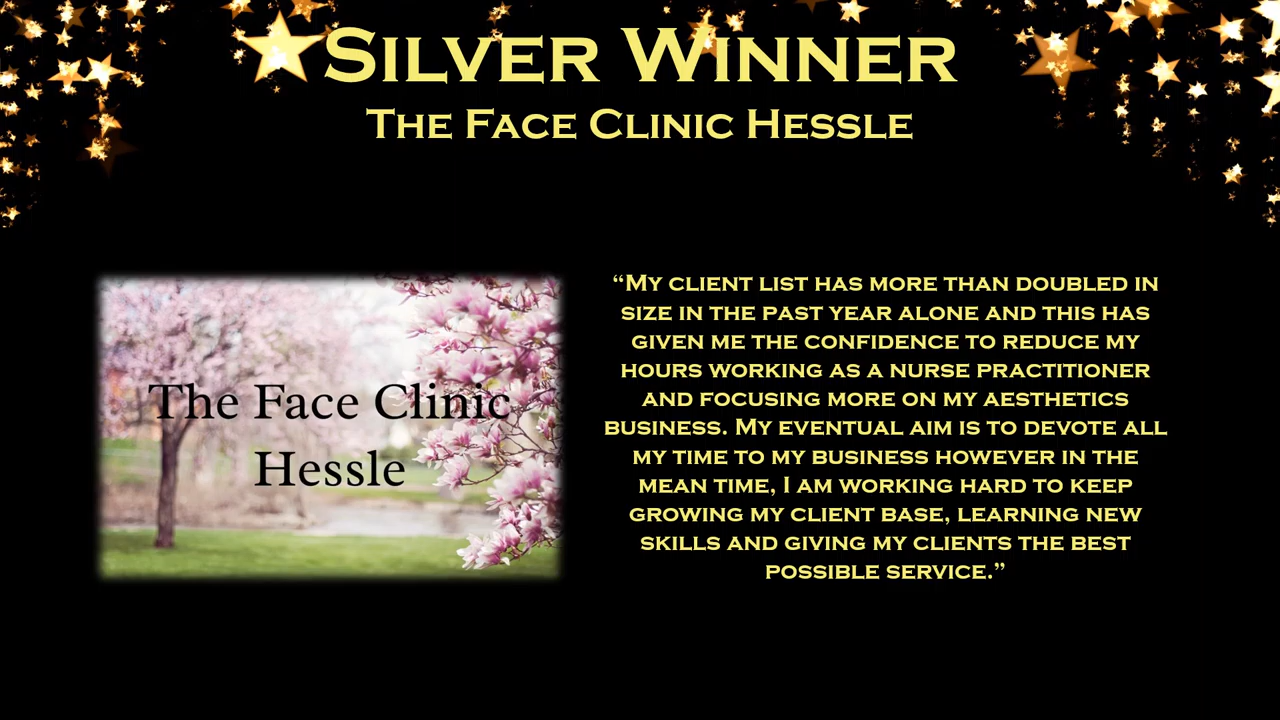 Silver Winner
The Face Clinic Hessle
The Face Clinic
Hessle
“My client list has more than doubled in
size in the past year alone and this has
given me the confidence to reduce my
hours working as a nurse practitioner
and focusing more on my aesthetics
business. My eventual aim is to devote all
my time to my business however in the
mean time, I am working hard to keep
growing my client base, learning new
skills and giving my clients the best
possible service.”